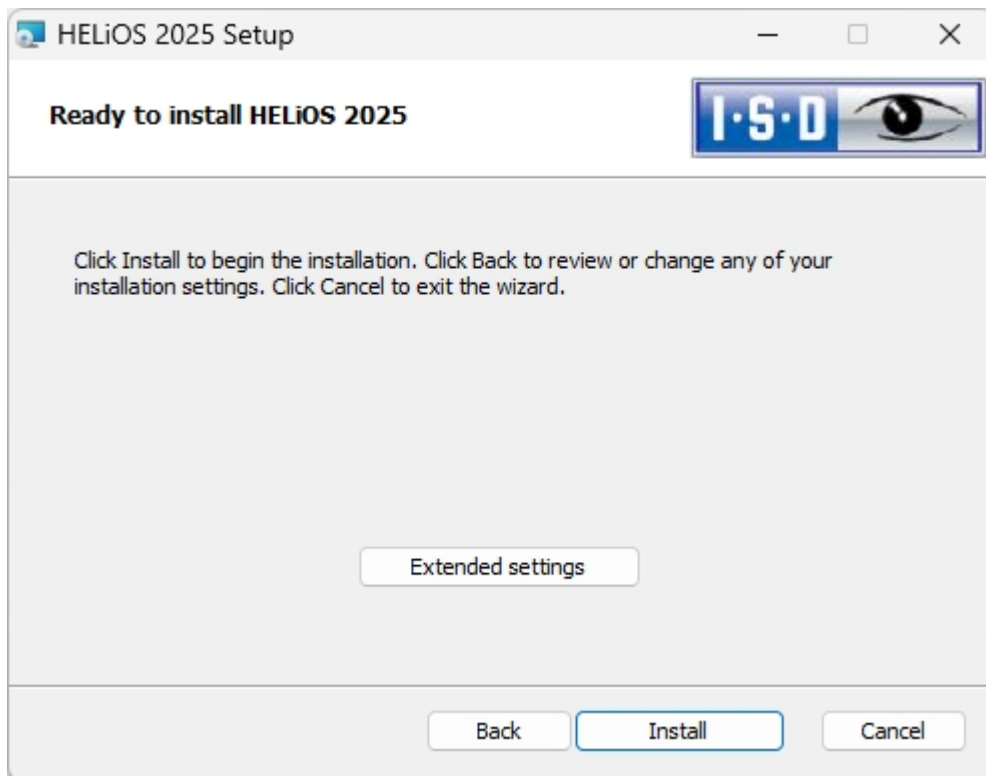 HELiOS 2025 Setup
Ready to install HELiOS 2025
I·S·D
Click Install to begin the installation. Click Back to review or change any of your
installation settings. Click Cancel to exit the wizard.
Extended settings
Back
Install
Cancel